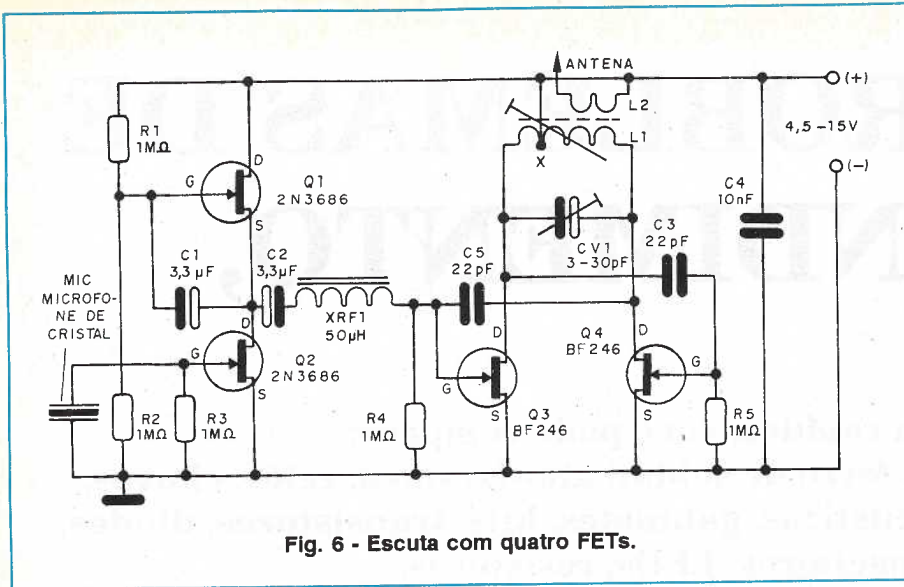 ANTENA
(+)
L2
R1
1MΩ
L1
4,5-15V
D
X
C4
10nF
(-)
G
Q1
2N3686
S
C3
22pF
C1
3,3µF
C2
3,3µF
C5
22pF
CV1
3-30pF
MIC
MICROFO-
NE DE
CRISTAL
XRF1
50µH
D
D
Q4
BF246
D
G
Q2
2N3686
G
G
S
S
Q3
BF246
S
R2
1MΩ
R3
1MΩ
R4
1MΩ
R5
1MΩ
Fig. 6 - Escuta com quatro FETs.